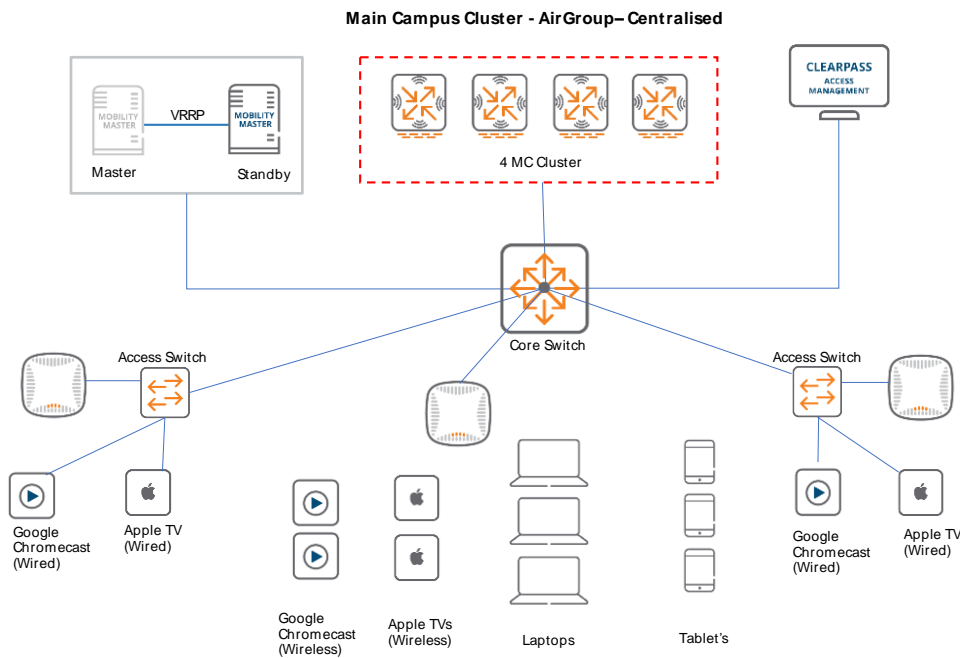 Main Campus Cluster - AirGroup– Centralised
MOBILITY
MASTER
VRRP
MOBILITY
MASTER
Master
Standby
4 MC Cluster
CLEARPASS
ACCESS
MANAGEMENT
Core Switch
Access Switch
Access Switch
Google
Chromecast
(Wired)
Apple TV
(Wired)
Google
Chromecast
(Wireless)
Apple TVs
(Wireless)
Laptops
Tablet's
Google
Chromecast
(Wired)
Apple TV
(Wired)